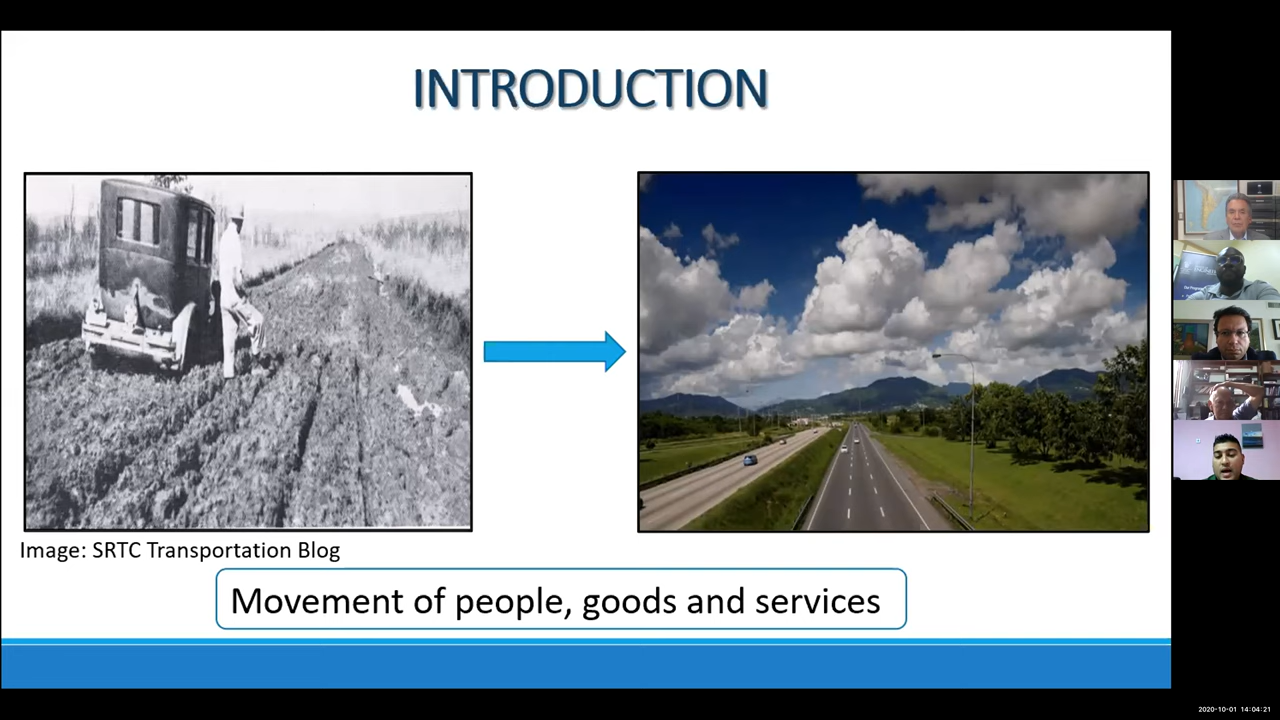 INTRODUCTION
Image: SRTC Transportation Blog
Movement of people, goods and services
2020-10-01 14:04:21